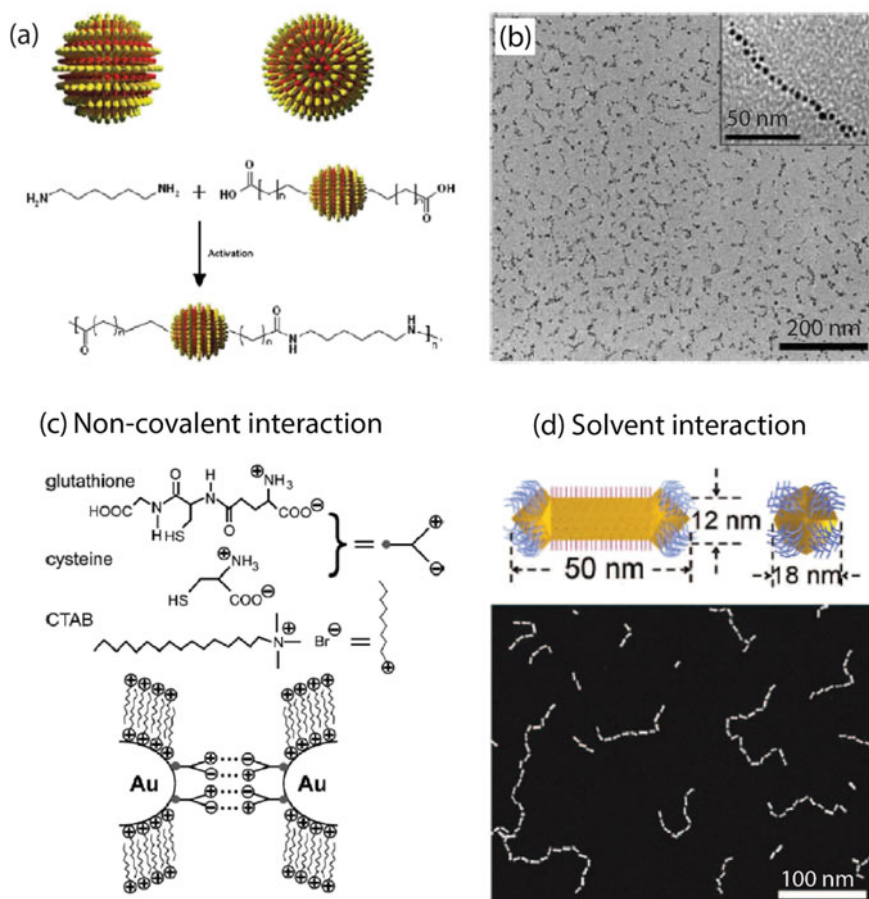 (a)
H₂N
NH₂
+
HO
O
n
n
OH
O
Activation
O
n
n
O
N
H
H
N
n
(b)
50 nm
200 nm
(c) Non-covalent interaction
glutathione
HOOC
N
H
O
H
N
HS
O
⊕
NH₃
COO⊖
cysteine
⊕
NH₃
HS
COO⊖
=
⊕
⊖
CTAB
N
⊕
Br⊖
=
⊕
⊕⊕⊕⊕
⊕⊕⊕⊕
Au
⊕···⊖
⊖···⊕
⊕···⊖
⊖···⊕
Au
⊕⊕⊕⊕
⊕⊕⊕⊕
(d) Solvent interaction
12 nm
50 nm
18 nm
100 nm